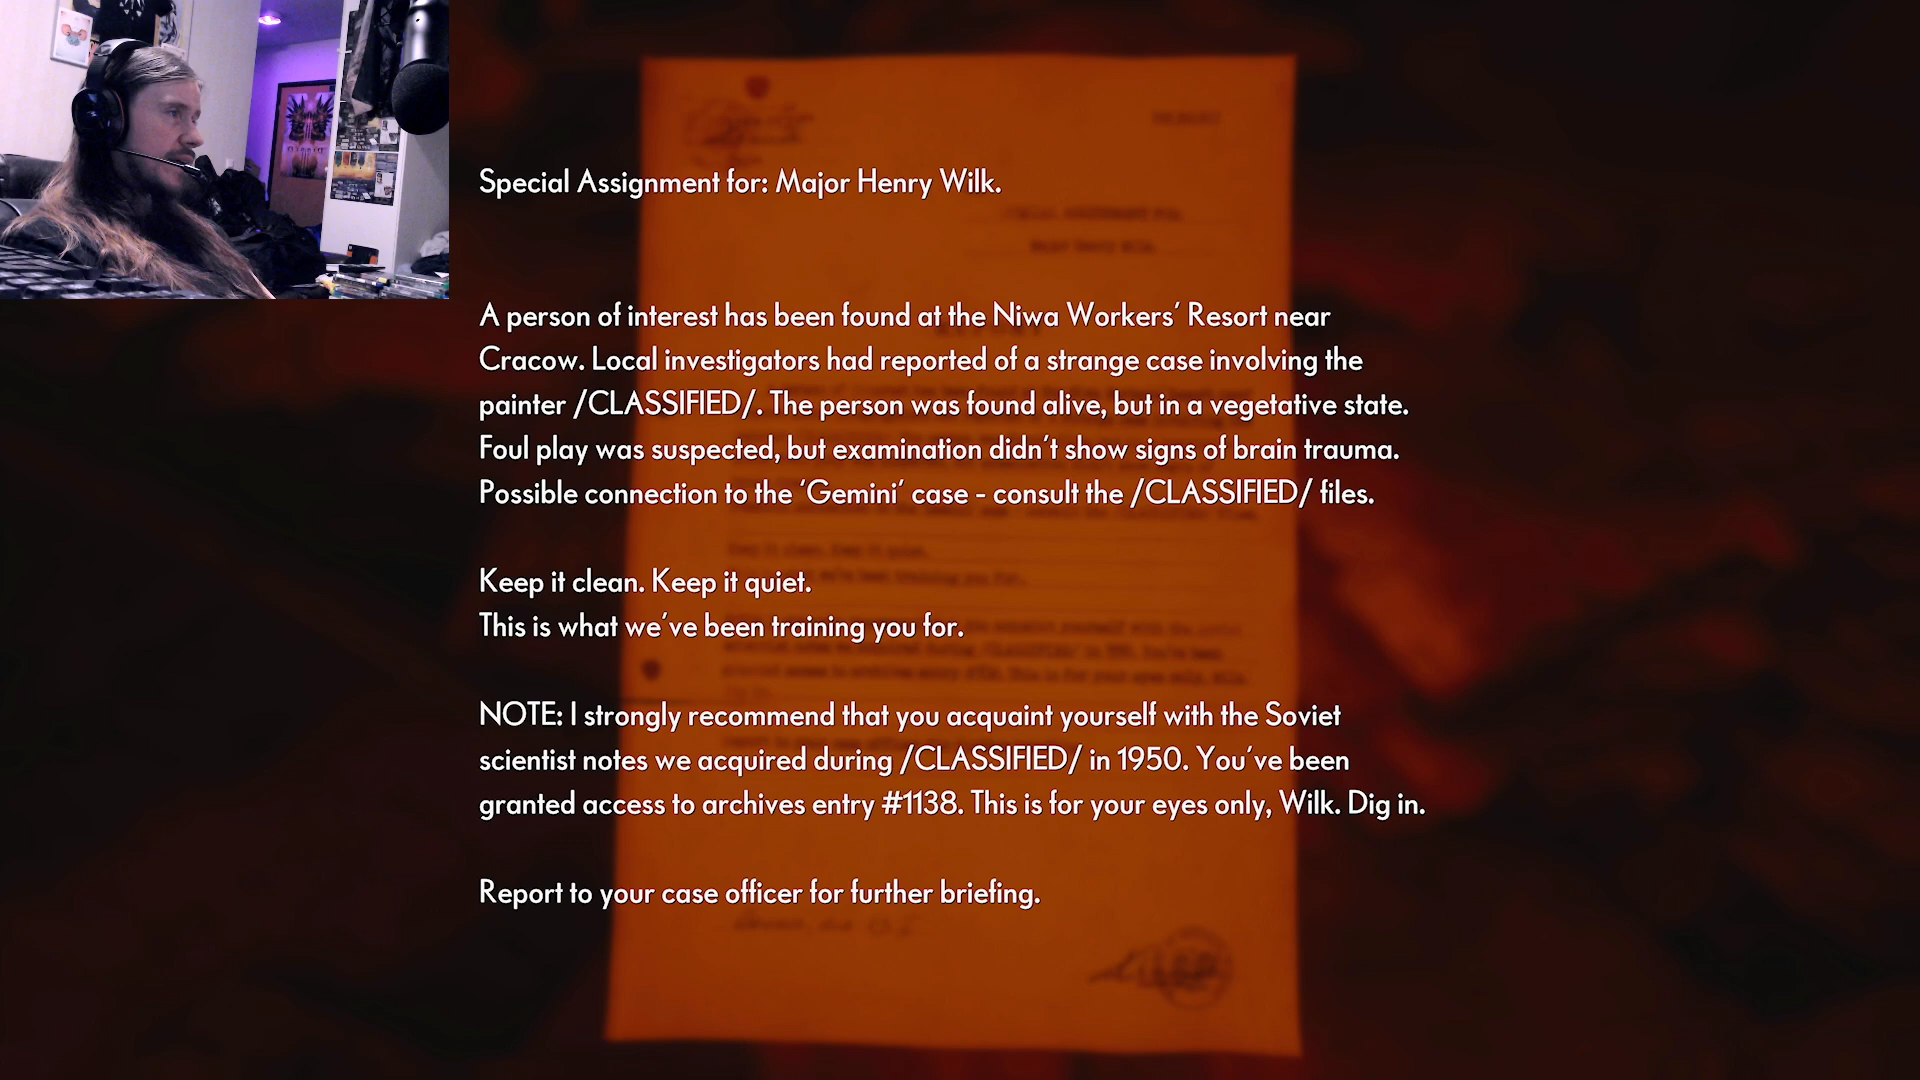 Special Assignment for: Major Henry Wilk.
A person of interest has been found at the Niwa Workers' Resort near
Cracow. Local investigators had reported of a strange case involving the
painter /CLASSIFIED/. The person was found alive, but in a vegetative state.
Foul play was suspected, but examination didn't show signs of brain trauma.
Possible connection to the 'Gemini' case - consult the /CLASSIFIED/ files.
Keep it clean. Keep it quiet.
This is what we've been training you for.
NOTE: I strongly recommend that you acquaint yourself with the Soviet
scientist notes we acquired during /CLASSIFIED/ in 1950. You've been
granted access to archives entry #1138. This is for your eyes only, Wilk. Dig in.
Report to your case officer for further briefing.